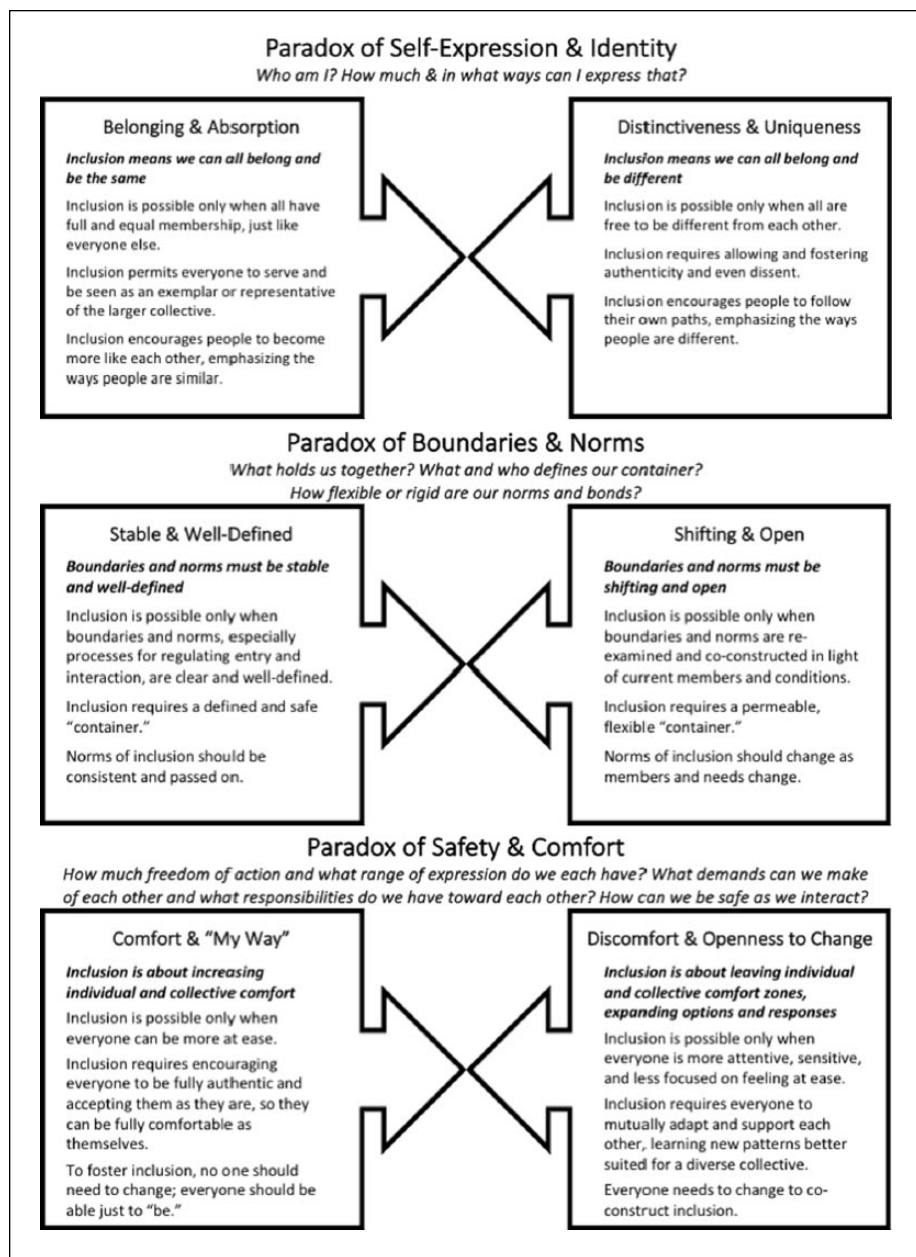 Paradox of Self-Expression & Identity
Who am I? How much & in what ways can I express that?
Belonging & Absorption
Inclusion means we can all belong and
be the same
Inclusion is possible only when all have
full and equal membership, just like
everyone else.
Inclusion permits everyone to serve and
be seen as an exemplar or representative
of the larger collective.
Inclusion encourages people to become
more like each other, emphasizing the
ways people are similar.
Distinctiveness & Uniqueness
Inclusion means we can all belong and
be different
Inclusion is possible only when all are
free to be different from each other.
Inclusion requires allowing and fostering
authenticity and even dissent.
Inclusion encourages people to follow
their own paths, emphasizing the ways
people are different.
Paradox of Boundaries & Norms
What holds us together? What and who defines our container?
How flexible or rigid are our norms and bonds?
Stable & Well-Defined
Boundaries and norms must be stable
and well-defined
Inclusion is possible only when
boundaries and norms, especially
processes for regulating entry and
interaction, are clear and well-defined.
Inclusion requires a defined and safe
“container.”
Norms of inclusion should be
consistent and passed on.
Shifting & Open
Boundaries and norms must be
shifting and open
Inclusion is possible only when
boundaries and norms are re-
examined and co-constructed in light
of current members and conditions.
Inclusion requires a permeable,
flexible “container.”
Norms of inclusion should change as
members and needs change.
Paradox of Safety & Comfort
How much freedom of action and what range of expression do we each have? What demands can we make
of each other and what responsibilities do we have toward each other? How can we be safe as we interact?
Comfort & “My Way”
Inclusion is about increasing
individual and collective comfort
Inclusion is possible only when
everyone can be more at ease.
Inclusion requires encouraging
everyone to be fully authentic and
accepting them as they are, so they
can be fully comfortable as
themselves.
To foster inclusion, no one should
need to change; everyone should be
able just to “be.”
Discomfort & Openness to Change
Inclusion is about leaving individual
and collective comfort zones,
expanding options and responses
Inclusion is possible only when
everyone is more attentive, sensitive,
and less focused on feeling at ease.
Inclusion requires everyone to
mutually adapt and support each
other, learning new patterns better
suited for a diverse collective.
Everyone needs to change to co-
construct inclusion.